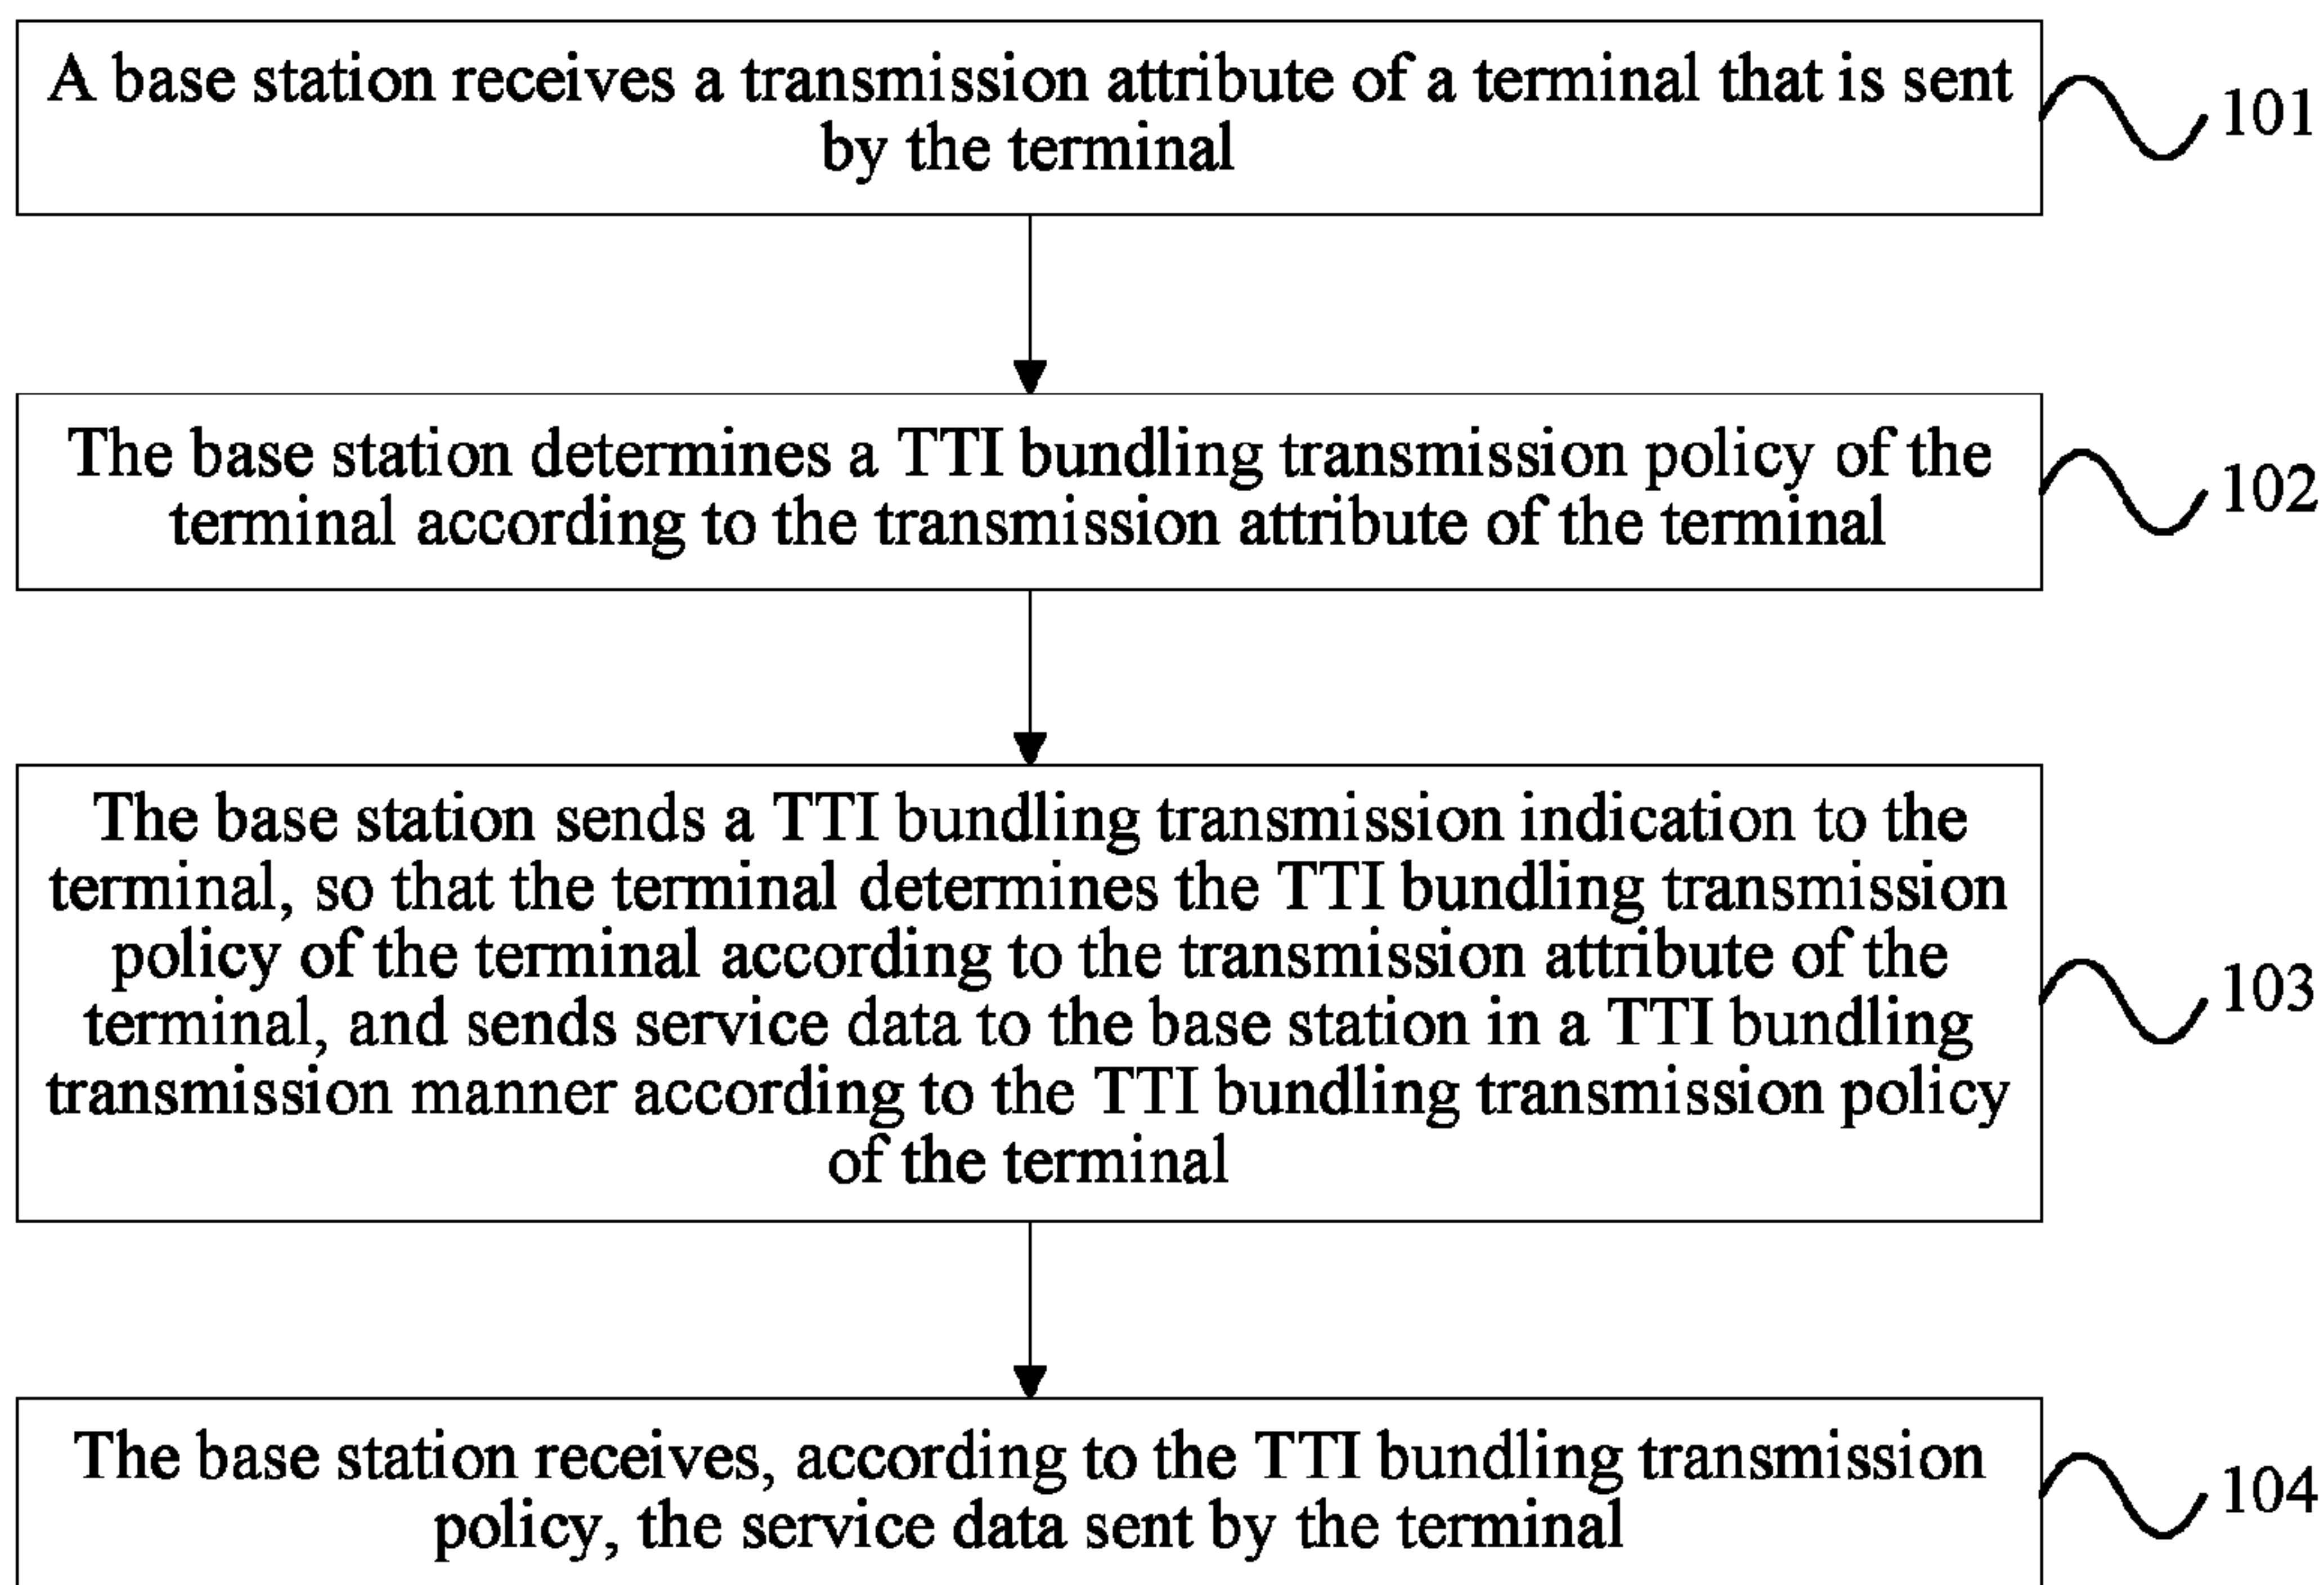 A base station receives a transmission attribute of a terminal that is sent
by the terminal
101
The base station determines a TTI bundling transmission policy of the
terminal according to the transmission attribute of the terminal
102
The base station sends a TTI bundling transmission indication to the
terminal, so that the terminal determines the TTI bundling transmission
policy of the terminal according to the transmission attribute of the
terminal, and sends service data to the base station in a TTI bundling
transmission manner according to the TTI bundling transmission policy
of the terminal
103
The base station receives, according to the TTI bundling transmission
policy, the service data sent by the terminal
104